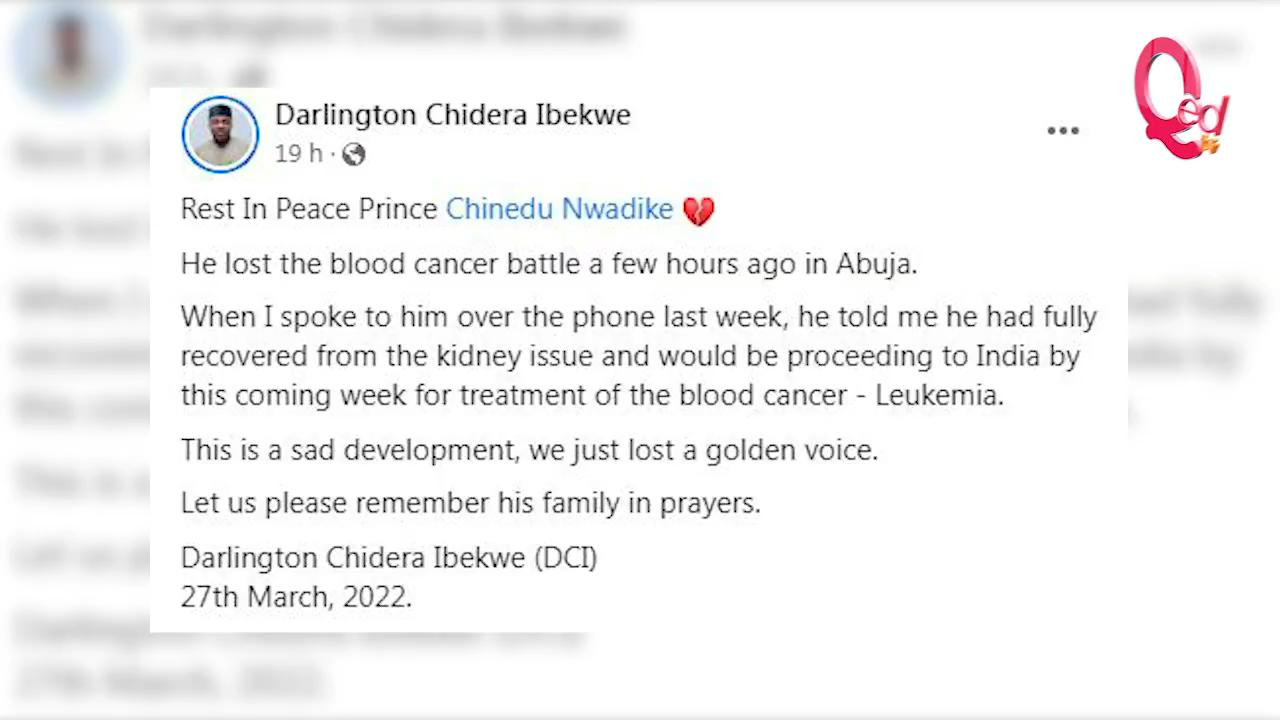 Darlington Chidera Ibekwe
19 h ·
Rest In Peace Prince Chinedu Nwadike 💔
He lost the blood cancer battle a few hours ago in Abuja.
When I spoke to him over the phone last week, he told me he had fully
recovered from the kidney issue and would be proceeding to India by
this coming week for treatment of the blood cancer - Leukemia.
This is a sad development, we just lost a golden voice.
Let us please remember his family in prayers.
Darlington Chidera Ibekwe (DCI)
27th March, 2022.
Qed
tv